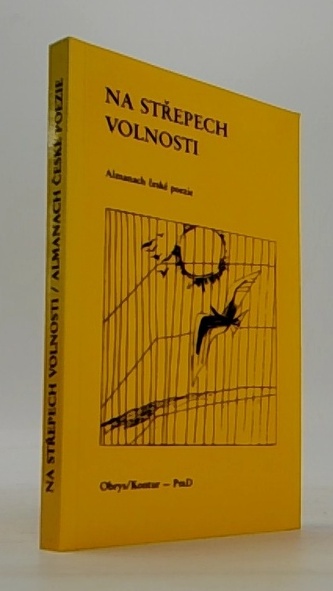 NA STŘEPECH VOLNOSTI / ALMANACH ČESKÉ POEZIE
NA STŘEPECH
VOLNOSTI
Almanach české poezie
Obrys/Kontur – PmD